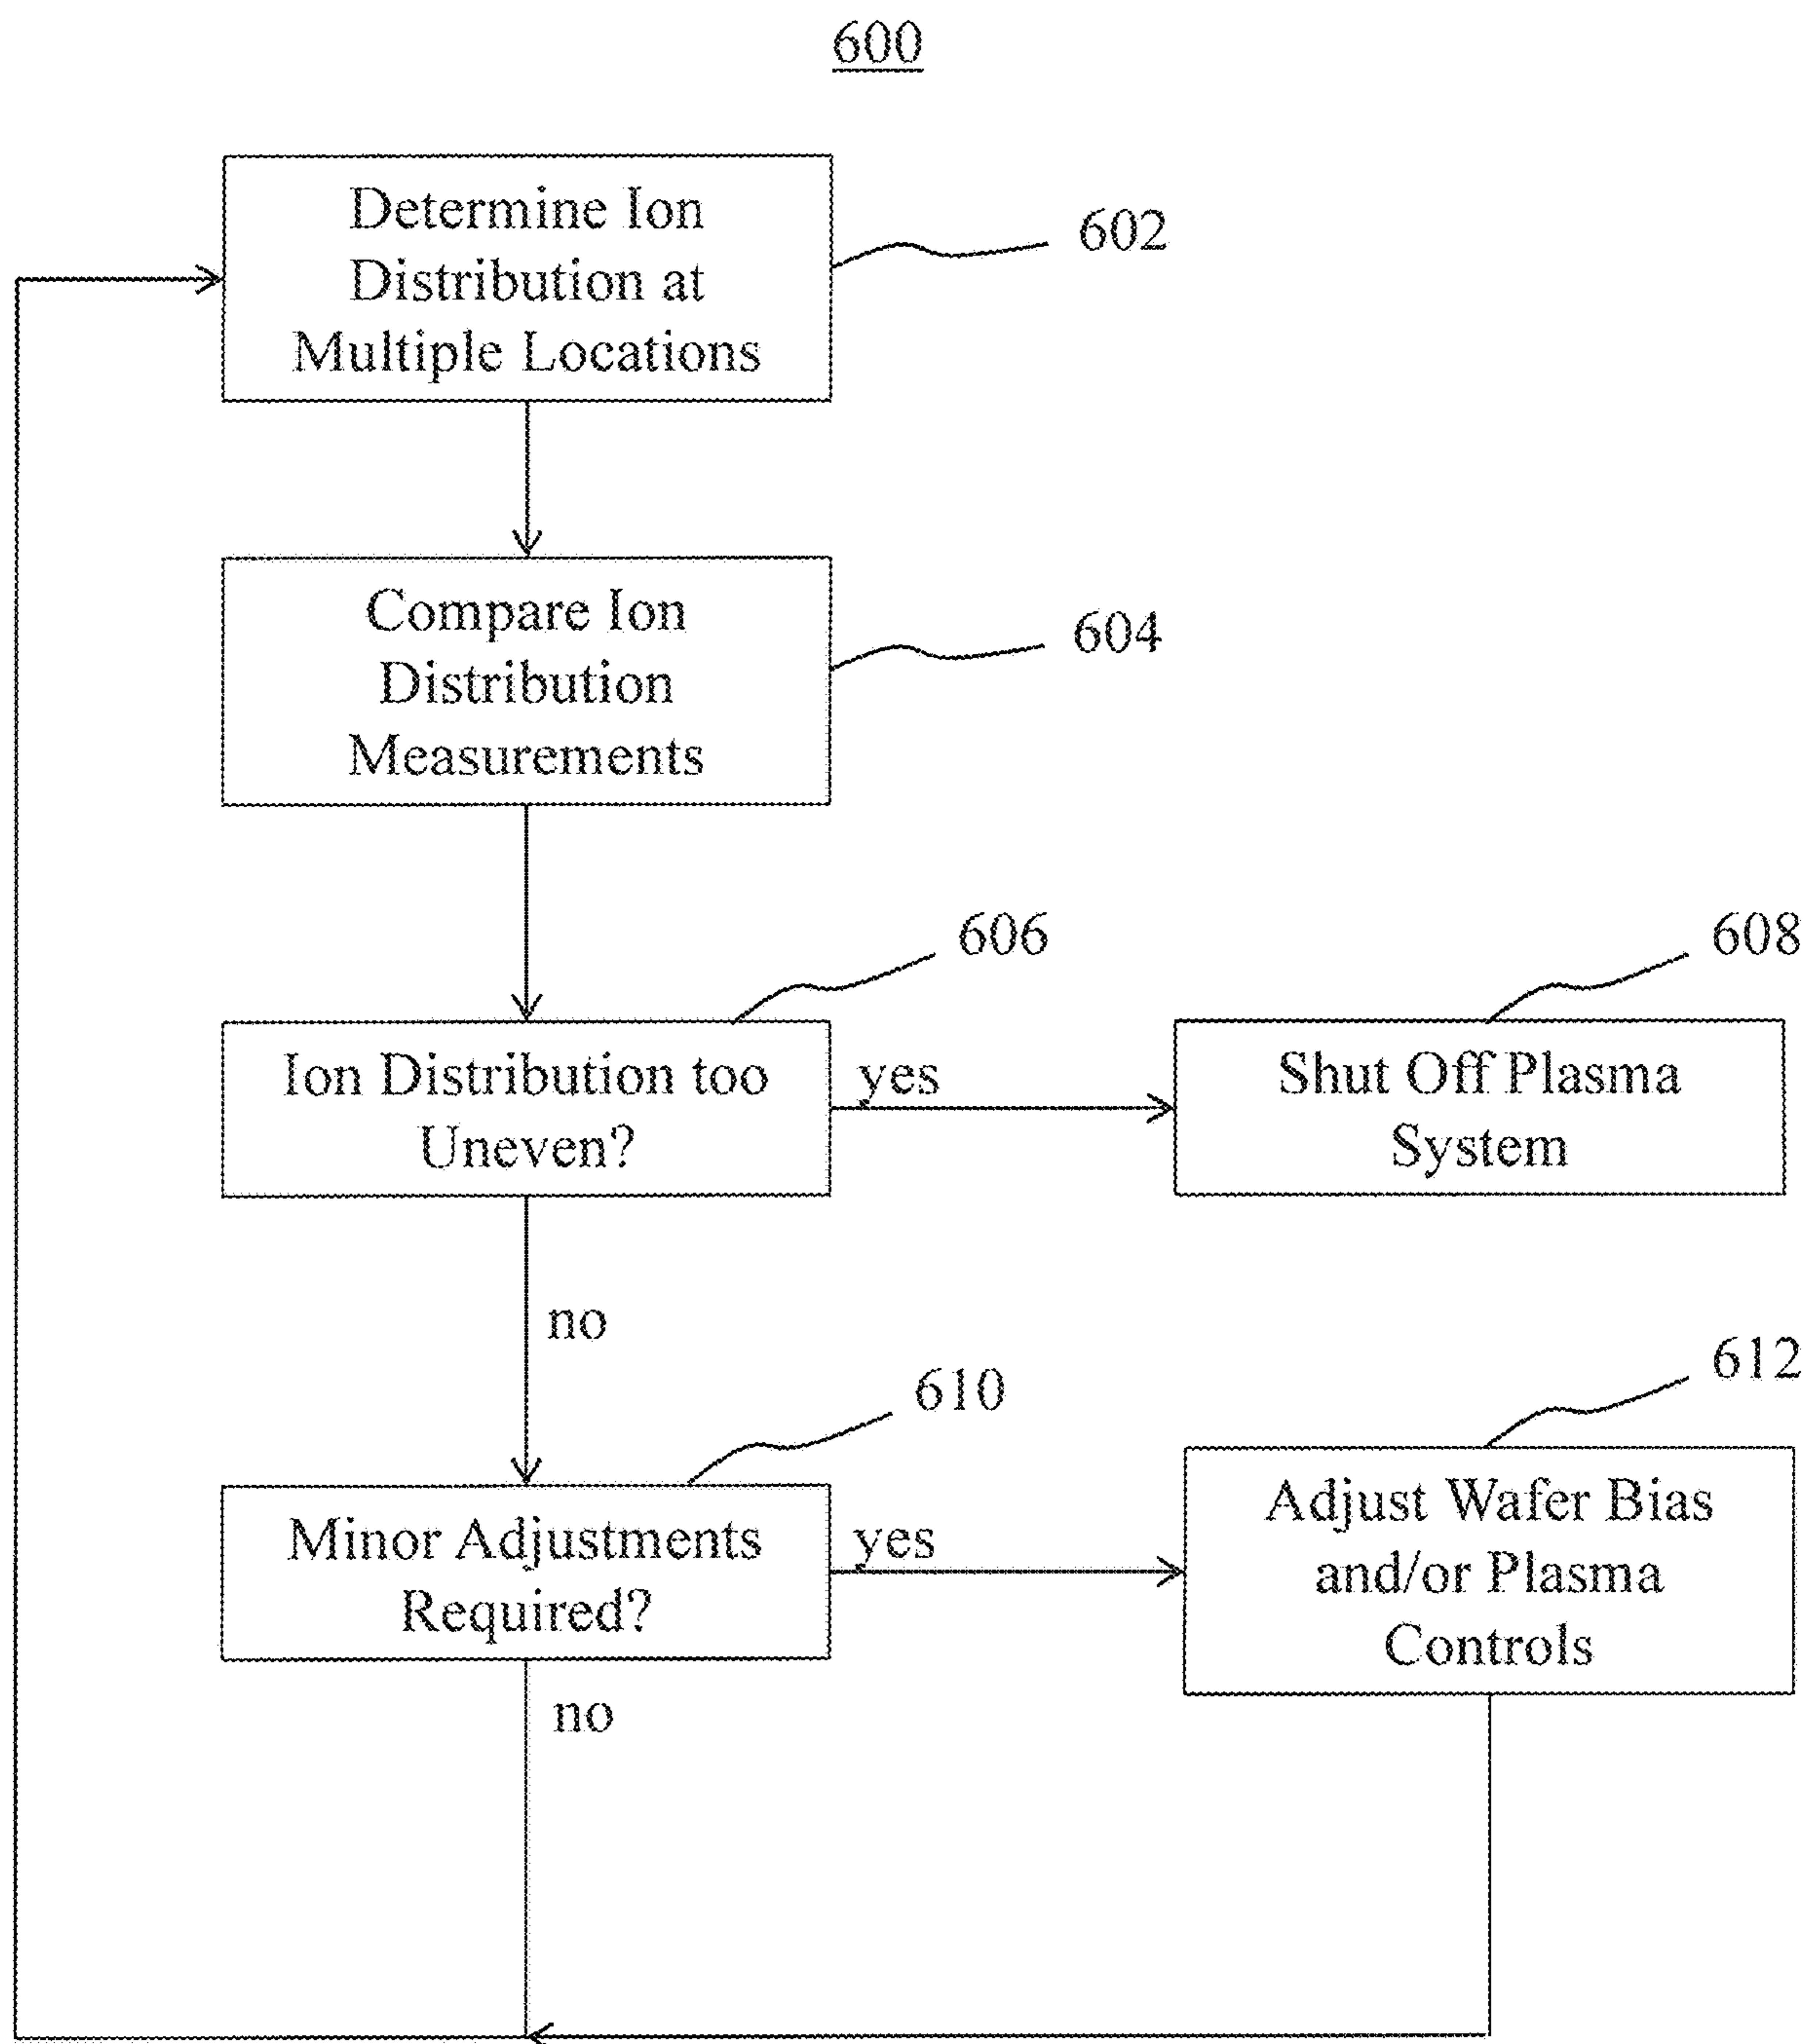 600
Determine Ion
Distribution at
Multiple Locations
602
Compare Ion
Distribution
Measurements
604
606
608
Ion Distribution too
Uneven?
yes
Shut Off Plasma
System
no
610
612
Minor Adjustments
Required?
yes
Adjust Wafer Bias
and/or Plasma
Controls
no